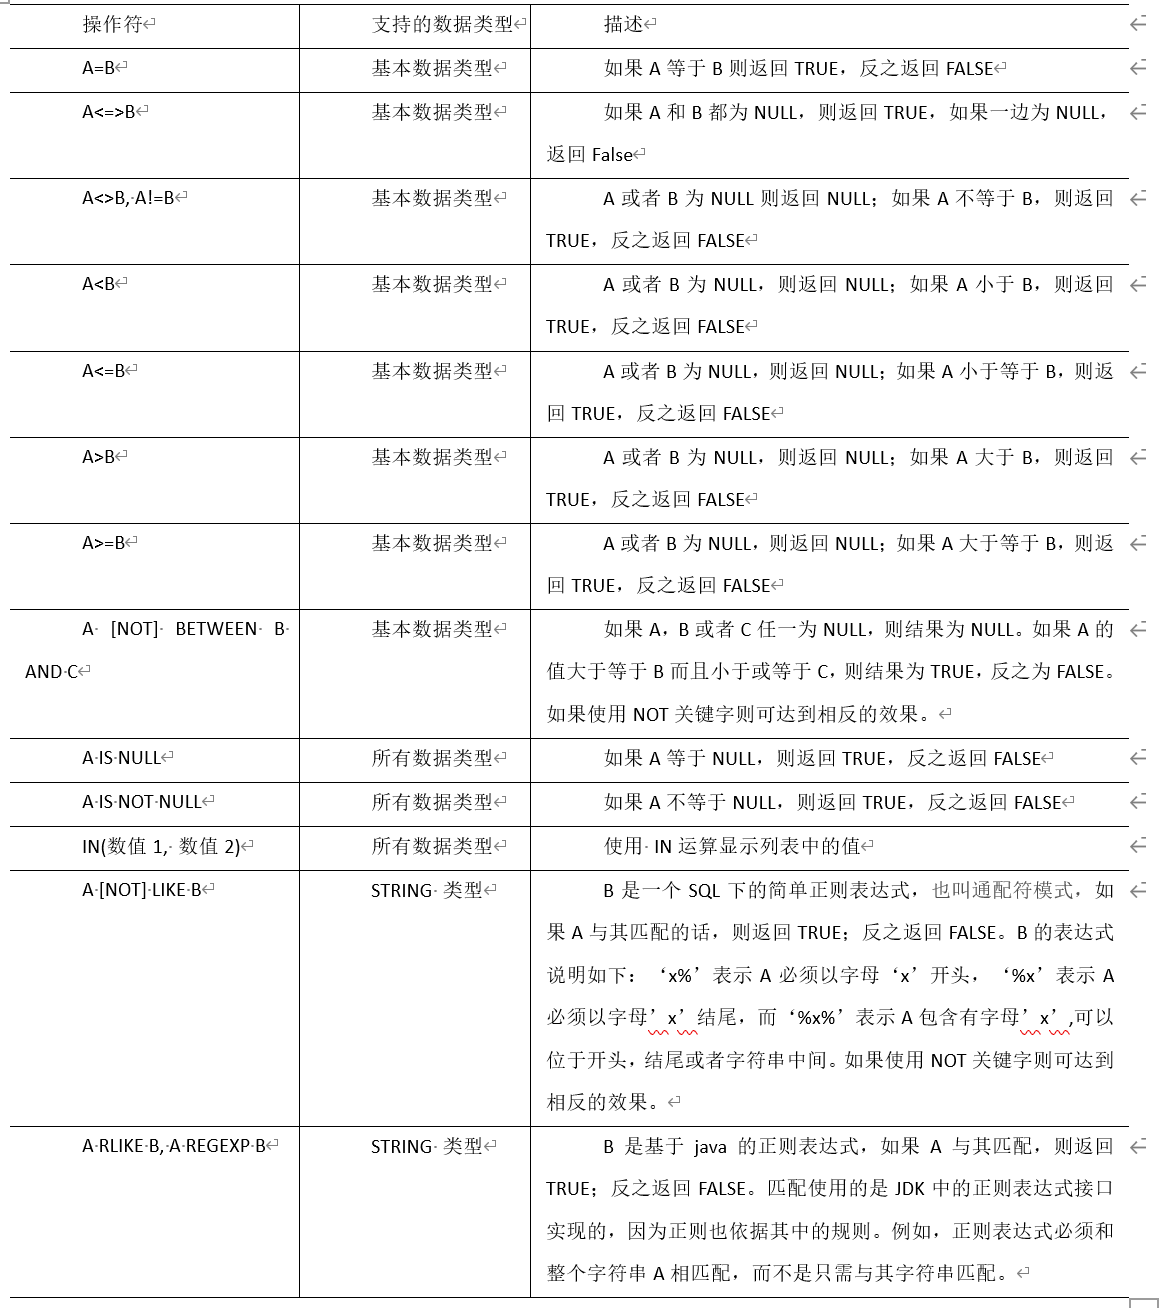 操作符 支持的数据类型 描述
A=B 基本数据类型 如果 A 等于 B 则返回 TRUE，反之返回 FALSE
A<=>B 基本数据类型 如果 A 和 B 都为 NULL，则返回 TRUE，如果一边为 NULL，
返回 False
A<>B, A!=B 基本数据类型 A 或者 B 为 NULL 则返回 NULL；如果 A 不等于 B，则返回
TRUE，反之返回 FALSE
A<B 基本数据类型 A 或者 B 为 NULL，则返回 NULL；如果 A 小于 B，则返回
TRUE，反之返回 FALSE
A<=B 基本数据类型 A 或者 B 为 NULL，则返回 NULL；如果 A 小于等于 B，则返
回 TRUE，反之返回 FALSE
A>B 基本数据类型 A 或者 B 为 NULL，则返回 NULL；如果 A 大于 B，则返回
TRUE，反之返回 FALSE
A>=B 基本数据类型 A 或者 B 为 NULL，则返回 NULL；如果 A 大于等于 B，则返
回 TRUE，反之返回 FALSE
A [NOT] BETWEEN B 基本数据类型 如果 A，B 或者 C 任一为 NULL，则结果为 NULL。如果 A 的
AND C 值大于等于 B 而且小于或等于 C，则结果为 TRUE，反之为 FALSE。
如果使用 NOT 关键字则可达到相反的效果。
A IS NULL 所有数据类型 如果 A 等于 NULL，则返回 TRUE，反之返回 FALSE
A IS NOT NULL 所有数据类型 如果 A 不等于 NULL，则返回 TRUE，反之返回 FALSE
IN(数值 1, 数值 2) 所有数据类型 使用 IN 运算显示列表中的值
A [NOT] LIKE B STRING 类型 B 是一个 SQL 下的简单正则表达式，也叫通配符模式，如
果 A 与其匹配的话，则返回 TRUE；反之返回 FALSE。B 的表达式
说明如下：‘x%’表示 A 必须以字母‘x’开头，‘%x’表示 A
必须以字母’x’结尾，而‘%x%’表示 A 包含有字母’x’,可以
位于开头，结尾或者字符串中间。如果使用 NOT 关键字则可达到
相反的效果。
A RLIKE B, A REGEXP B STRING 类型 B 是基于 java 的正则表达式，如果 A 与其匹配，则返回
TRUE；反之返回 FALSE。匹配使用的是 JDK 中的正则表达式接口
实现的，因为正则也依据其中的规则。例如，正则表达式必须和
整个字符串 A 相匹配，而不是只需与其字符串匹配。